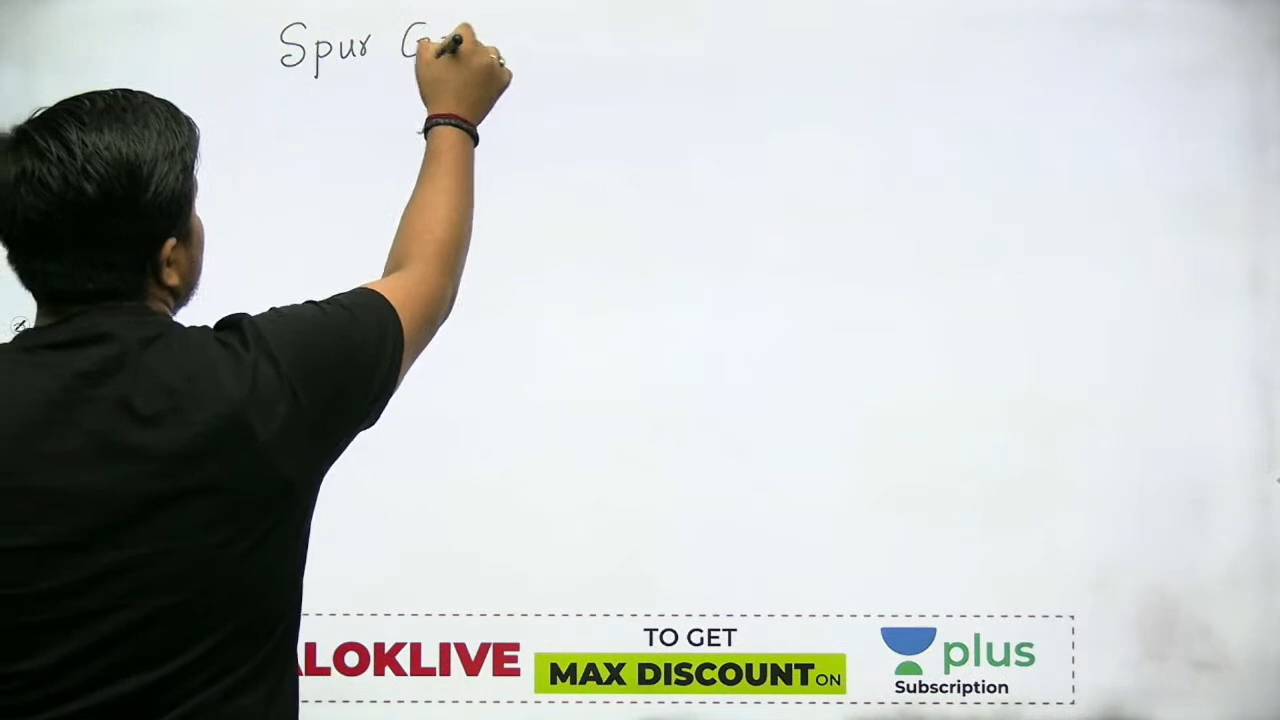 Spur G
ALOKLIVE
TO GET
MAX DISCOUNT ON
plus
Subscription